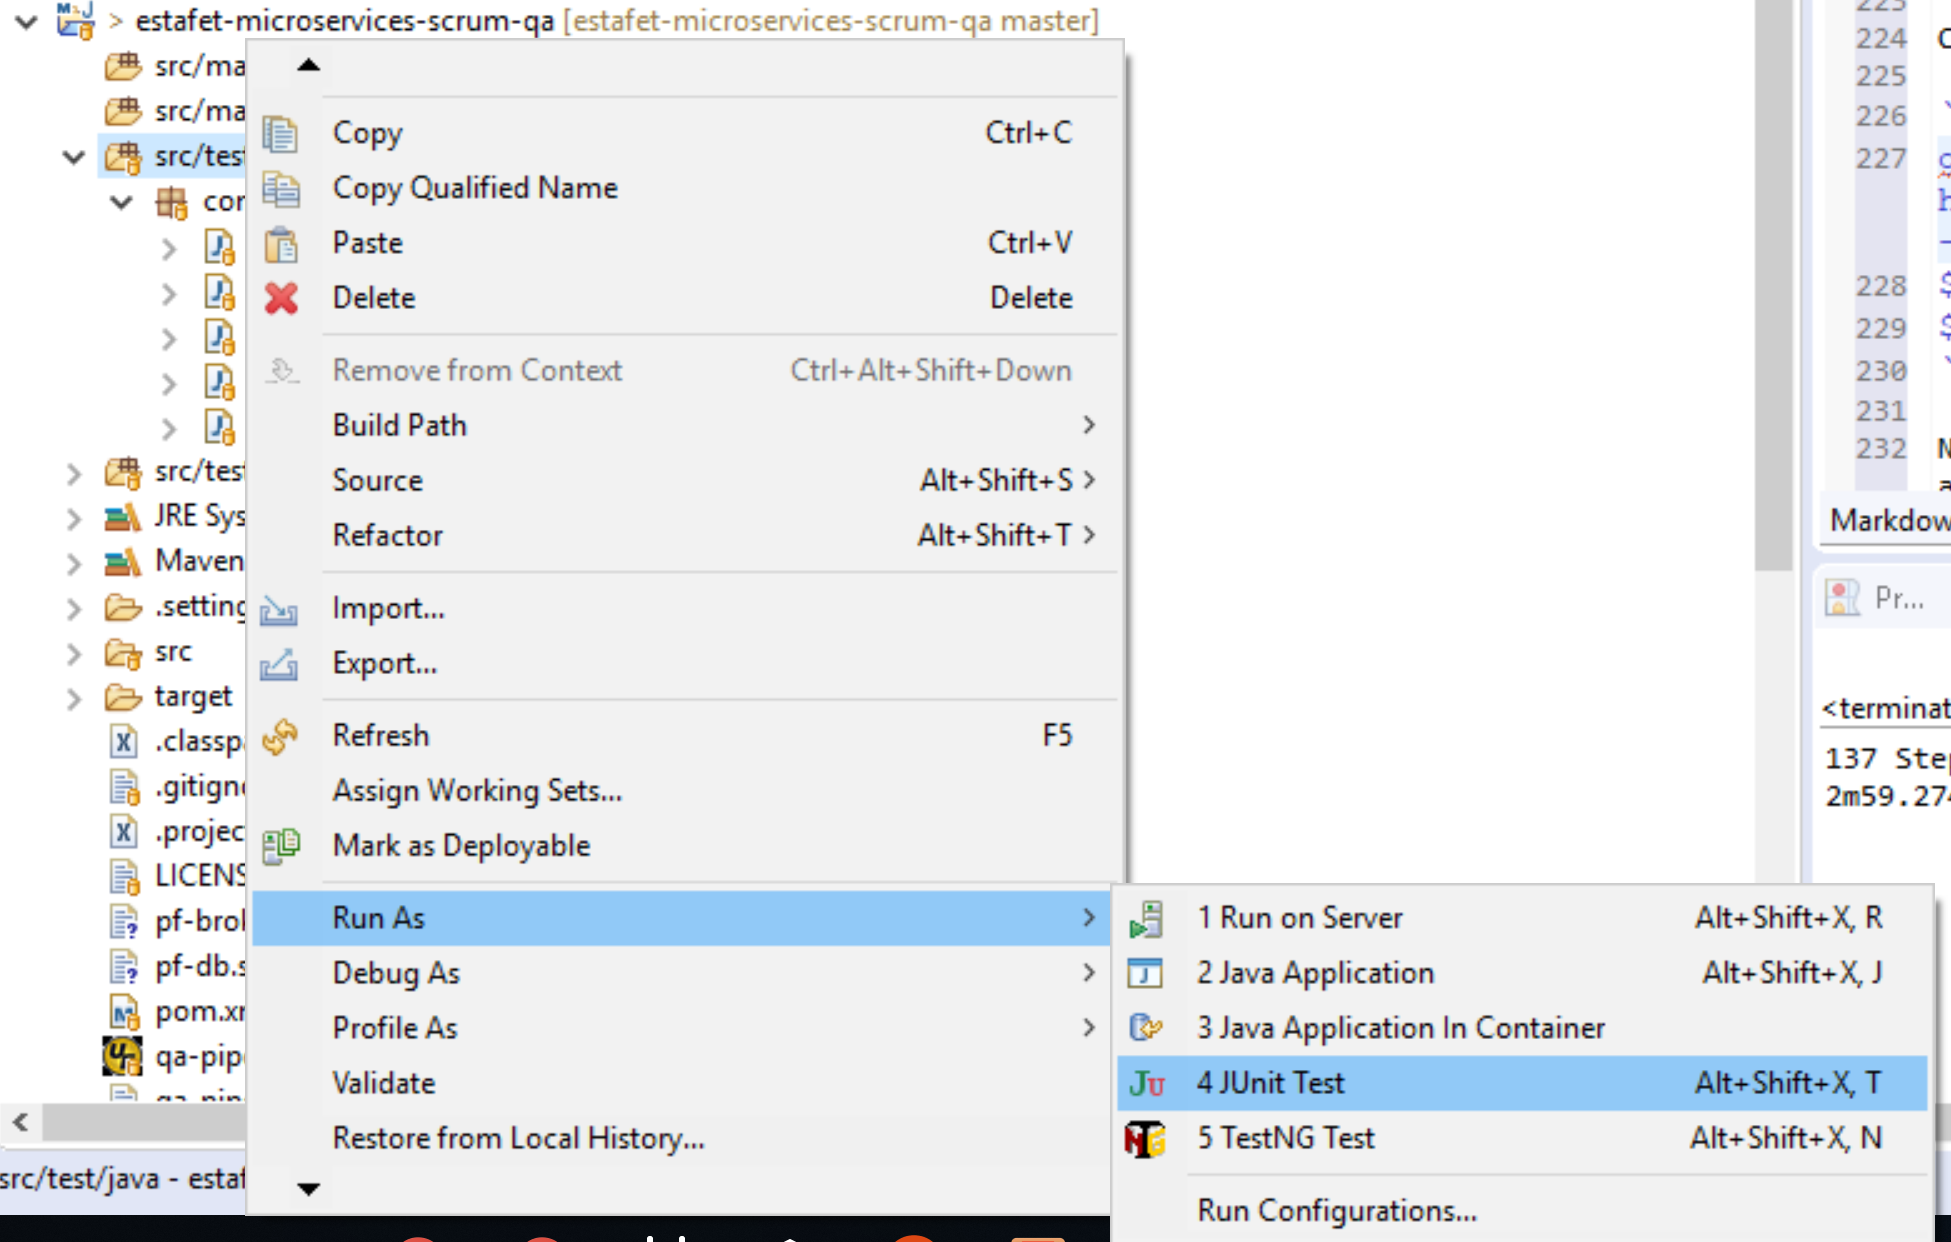 > estafet-microservices-scrum-qa [estafet-microservices-scrum-qa master]
src/ma
src/ma
src/tes
cor
src/tes
JRE Sys
Maven
.setting
src
target
.classp
.gitign
.projec
LICENS
pf-bro
pf-db.s
pom.x
qa-pip
qa-pip
src/test/java - estaf
Copy Ctrl+C
Copy Qualified Name
Paste Ctrl+V
Delete Delete
Remove from Context Ctrl+Alt+Shift+Down
Build Path
Source Alt+Shift+S
Refactor Alt+Shift+T
Import...
Export...
Refresh F5
Assign Working Sets...
Mark as Deployable
Run As
Debug As
Profile As
Validate
Restore from Local History...
1 Run on Server Alt+Shift+X, R
2 Java Application Alt+Shift+X, J
3 Java Application In Container
4 JUnit Test Alt+Shift+X, T
5 TestNG Test Alt+Shift+X, N
Run Configurations...
224
225
226
227
228 $
229 $
230
231
232
Markdow
Pr...
<terminat
137 Step
2m59.274